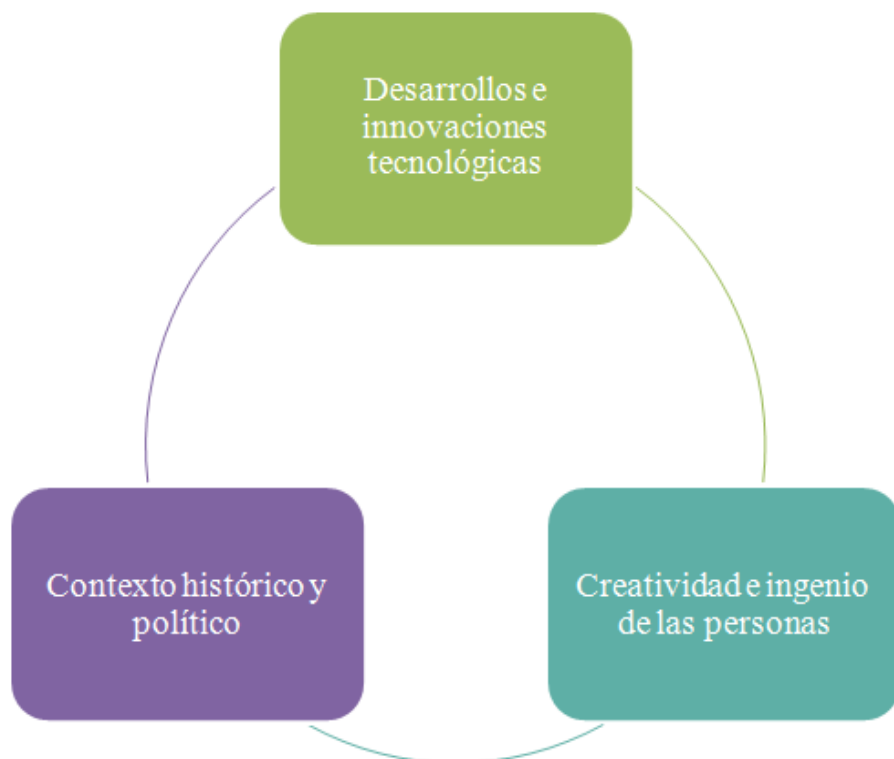 Desarrollos e
innovaciones
tecnológicas
Contexto histórico y
político
Creatividad e ingenio
de las personas